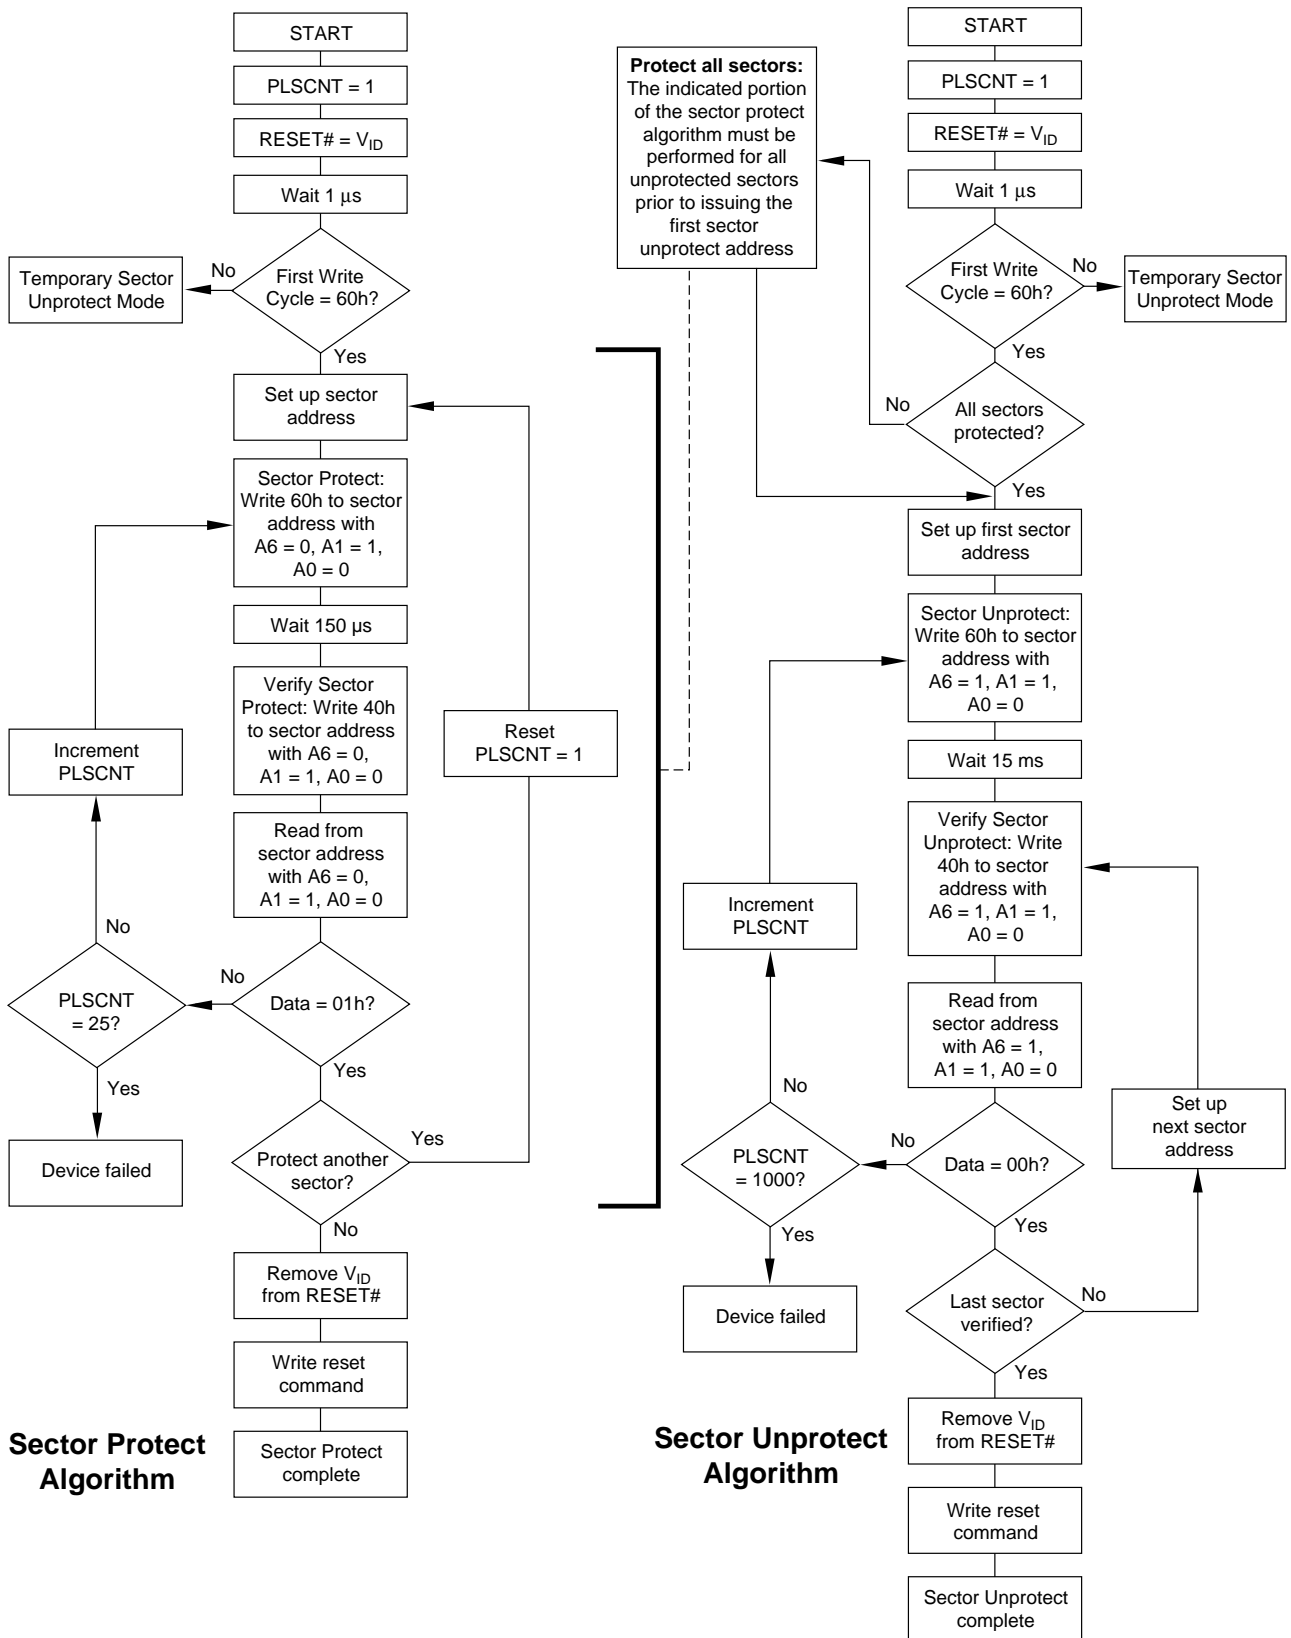 START
PLSCNT = 1
RESET# = VID
Wait 1 μs
First Write
Cycle = 60h?
No
Temporary Sector
Unprotect Mode
Yes
Set up sector
address
Sector Protect:
Write 60h to sector
address with
A6 = 0, A1 = 1,
A0 = 0
Wait 150 µs
Verify Sector
Protect: Write 40h
to sector address
with A6 = 0,
A1 = 1, A0 = 0
Reset
PLSCNT = 1
Increment
PLSCNT
Read from
sector address
with A6 = 0,
A1 = 1, A0 = 0
No
No
Data = 01h?
PLSCNT
= 25?
Yes
Yes
Device failed
Protect another
sector?
Yes
No
Remove VID
from RESET#
Write reset
command
Sector Protect
complete
Sector Protect
Algorithm
Protect all sectors:
The indicated portion
of the sector protect
algorithm must be
performed for all
unprotected sectors
prior to issuing the
first sector
unprotect address
START
PLSCNT = 1
RESET# = VID
Wait 1 μs
First Write
Cycle = 60h?
No
Temporary Sector
Unprotect Mode
Yes
No
All sectors
protected?
Yes
Set up first sector
address
Sector Unprotect:
Write 60h to sector
address with
A6 = 1, A1 = 1,
A0 = 0
Wait 15 ms
Verify Sector
Unprotect: Write
40h to sector
address with
A6 = 1, A1 = 1,
A0 = 0
Increment
PLSCNT
Read from
sector address
with A6 = 1,
A1 = 1, A0 = 0
No
No
Data = 00h?
PLSCNT
= 1000?
Set up
next sector
address
Yes
Yes
Device failed
Last sector
verified?
No
Yes
Remove VID
from RESET#
Write reset
command
Sector Unprotect
complete
Sector Unprotect
Algorithm